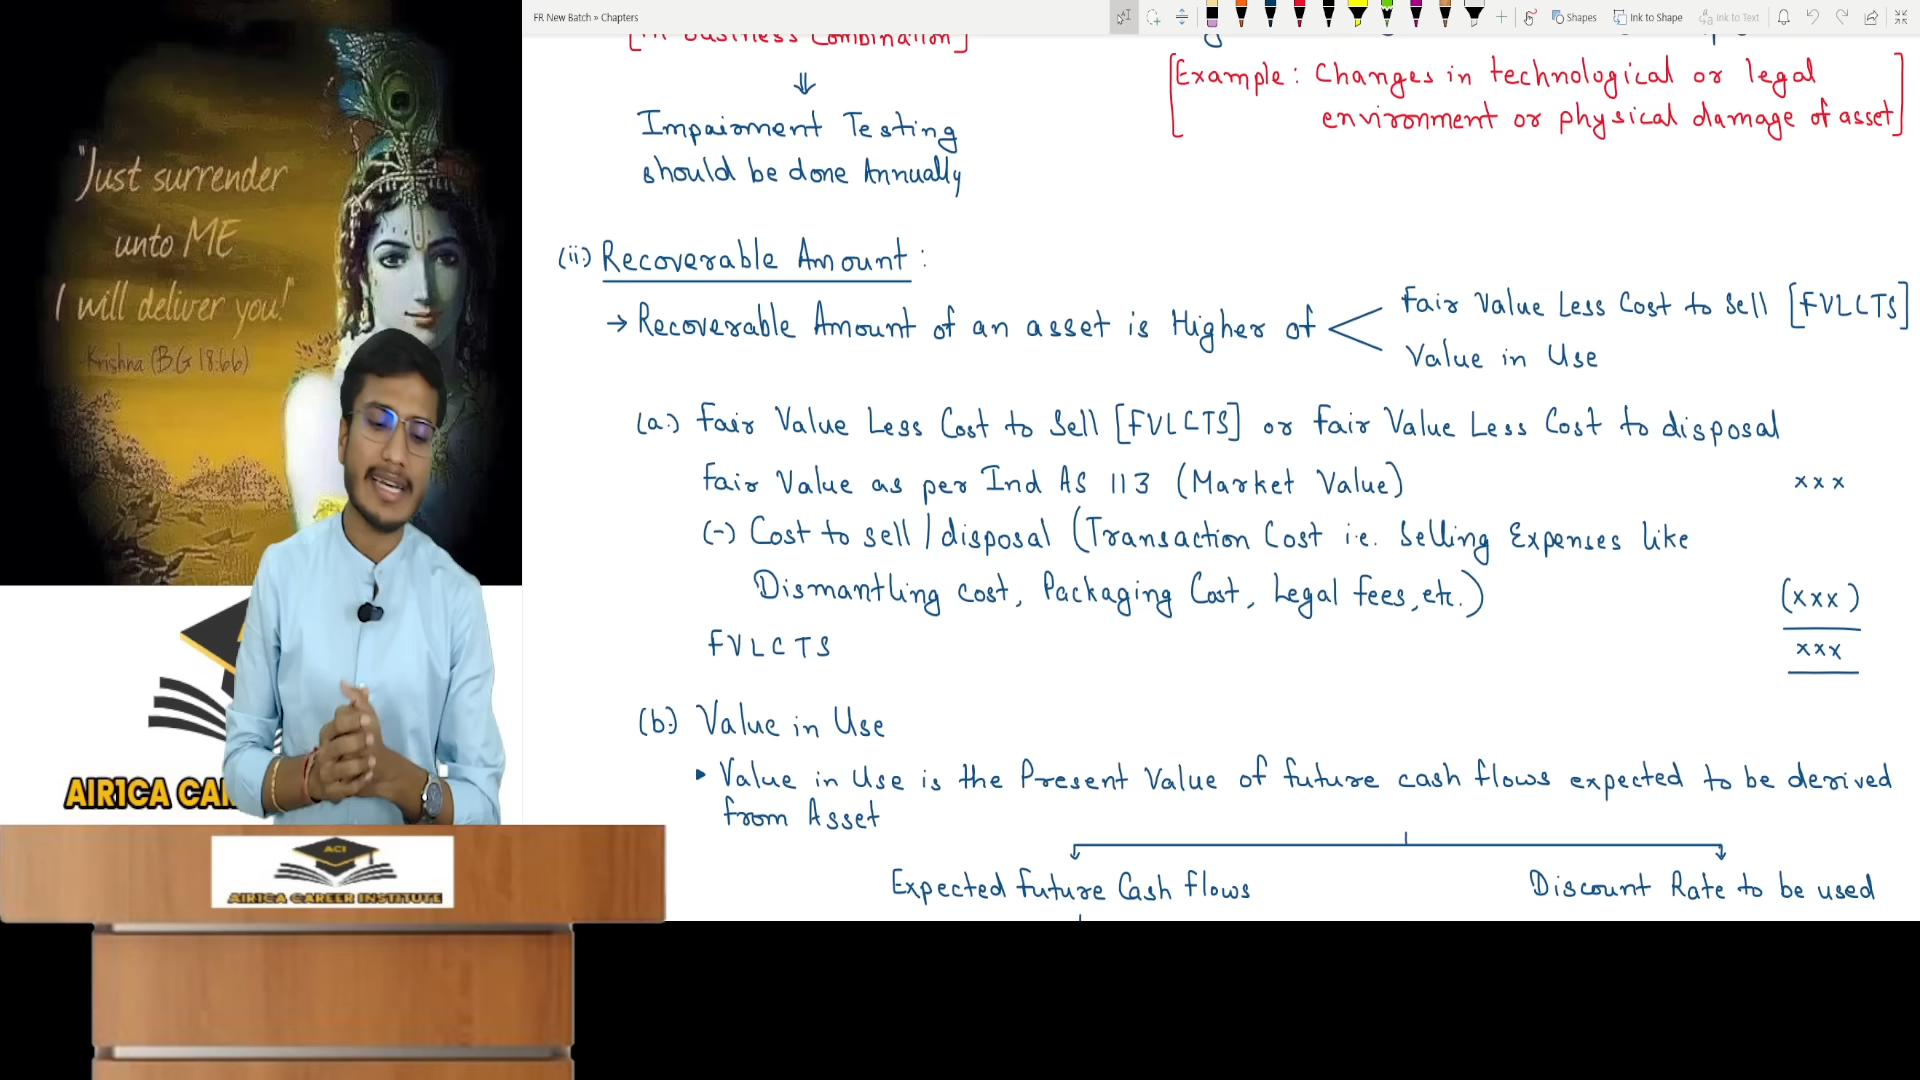 FR New Batch » Chapters
Shapes
Ink to Shape
Ink to Text
[In Business Combination]
[Example: Changes in technological or legal
environment or physical damage of asset]
⇓
Impairment Testing
should be done Annually
(ii) Recoverable Amount :
→ Recoverable Amount of an asset is Higher of
Fair Value Less Cost to Sell [FVLCTS]
Value in Use
(a.) Fair Value Less Cost to Sell [FVLCTS] or Fair Value Less Cost to disposal
Fair Value as per Ind AS 113 (Market Value) xxx
(-) Cost to sell / disposal (Transaction Cost i.e. Selling Expenses like
Dismantling cost, Packaging Cost, Legal fees, etc.) (xxx)
FVLCTS xxx
(b.) Value in Use
▸ Value in Use is the Present Value of future cash flows expected to be derived
from Asset
Expected Future Cash Flows
Discount Rate to be used
"Just surrender
unto ME
I will deliver you!"
-Krishna (B.G 18:66)
AIR1CA CA
ACI
AIR1CA CAREER INSTITUTE